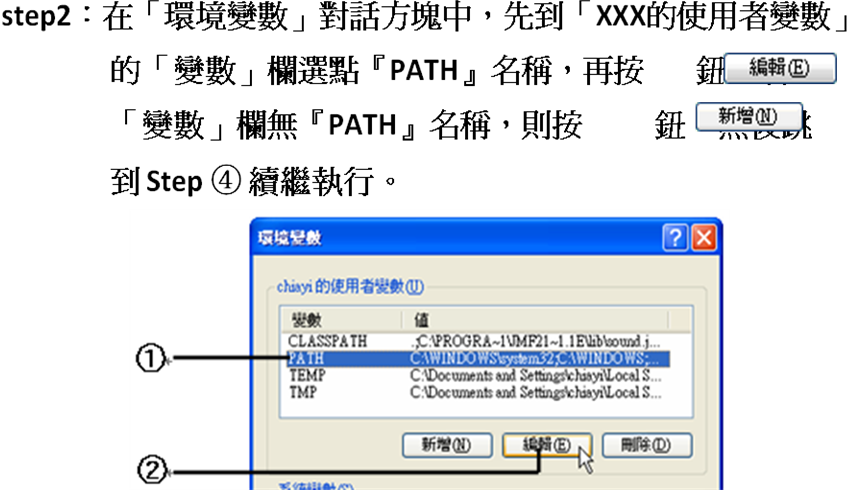 step2：在「環境變數」對話方塊中，先到「XXX的使用者變數」
的「變數」欄選點『PATH』名稱，再按 鈕 編輯(E)
「變數」欄無『PATH』名稱，則按 鈕 新增(N) 跳
到 Step ④ 續繼執行。
環境變數
chiayi 的使用者變數(U)
變數 值
CLASSPATH .;C:\PROGRA~1\JMF21~1.1E\lib\sound.j...
① PATH C:\WINDOWS\system32;C:\WINDOWS;...
TEMP C:\Documents and Settings\chiayi\Local S...
TMP C:\Documents and Settings\chiayi\Local S...
新增(N) 編輯(E) 刪除(D)
②
系統變數(S)